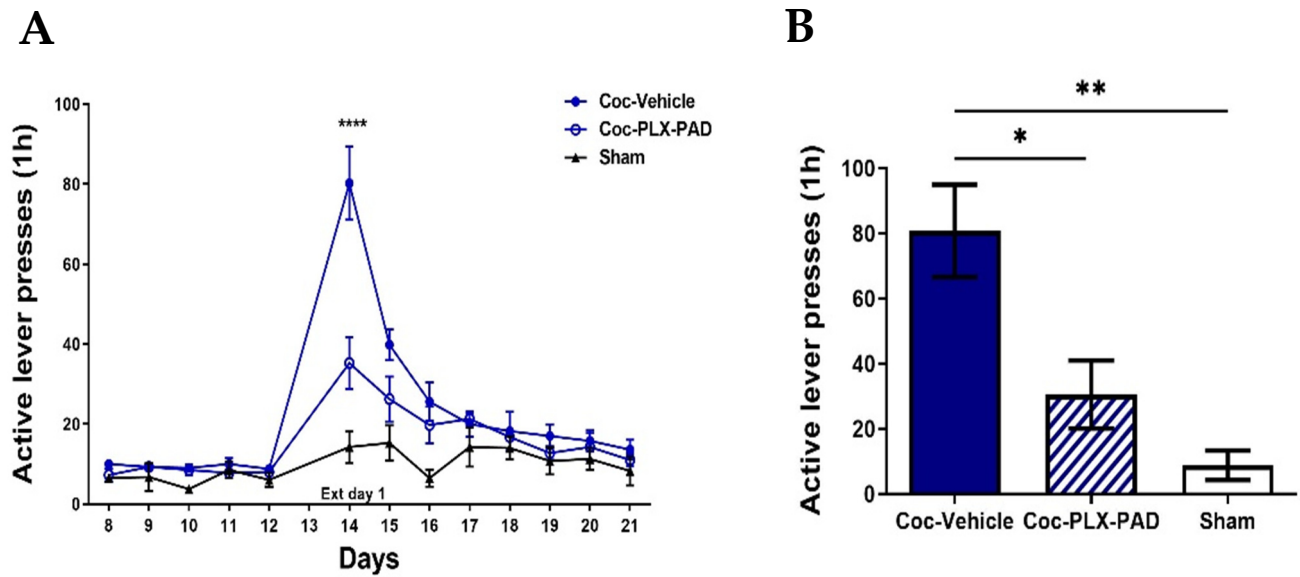 A
Active lever presses (1h)
100
80
60
40
20
0
****
Coc-Vehicle
Coc-PLX-PAD
Sham
Ext day 1
8 9 10 11 12 13 14 15 16 17 18 19 20 21
Days
B
Active lever presses (1h)
**
*
100
80
60
40
20
0
Coc-Vehicle Coc-PLX-PAD Sham